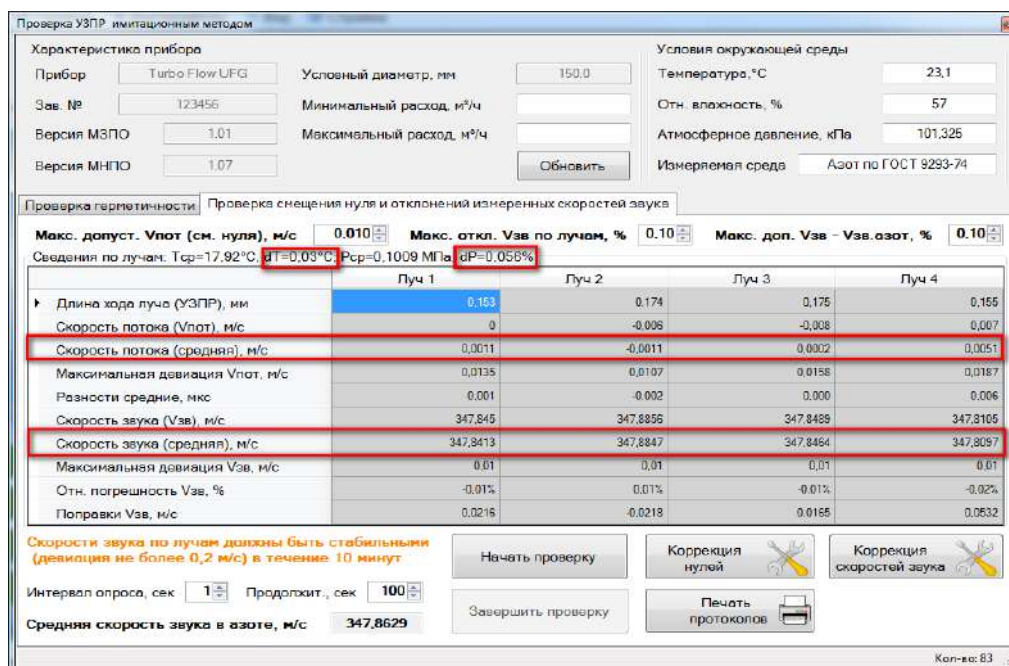 Проверка УЗПР имитационным методом
Характеристика прибора
Условия окружающей среды
Прибор Turbo Flow UFG Условный диаметр, мм 150.0 Температура,°С 23,1
Зав. № 123456 Минимальный расход, м³/ч Отн. влажность, % 57
Версия МЗПО 1.01 Максимальный расход, м³/ч Атмосферное давление, кПа 101,325
Версия МНПО 1.07 Обновить Измеряемая среда Азот по ГОСТ 9293-74
Проверка герметичности Проверка смещения нуля и отклонений измеренных скоростей звука
Макс. допуст. Vпот (см. нуля), м/с 0.010 Макс. откл. Vзв по лучам, % 0.10 Макс. доп. Vзв - Vзв.азот, % 0.10
Сведения по лучам: Tср=17,92°С, dT=0,03°С, Pср=0,1009 МПа, dP=0,056%
Луч 1 Луч 2 Луч 3 Луч 4
Длина хода луча (УЗПР), мм 0,153 0,174 0,175 0,155
Скорость потока (Vпот), м/с 0 -0,006 -0,008 0,007
Скорость потока (средняя), м/с 0,0011 -0,0011 0,0002 0,0051
Максимальная девиация Vпот, м/с 0,0135 0,0107 0,0158 0,0187
Разности средние, мкс 0.001 -0.002 0.000 0.006
Скорость звука (Vзв), м/с 347,845 347,8856 347,8489 347,8105
Скорость звука (средняя), м/с 347,8413 347,8847 347,8464 347,8097
Максимальная девиация Vзв, м/с 0,01 0,01 0,01 0,01
Отн. погрешность Vзв, % -0.01% 0.01% -0.01% -0.02%
Поправки Vзв, м/с 0.0216 -0.0218 0.0165 0.0532
Скорости звука по лучам должны быть стабильными
(девиация не более 0,2 м/с) в течение 10 минут
Начать проверку
Коррекция
нулей
Коррекция
скоростей звука
Интервал опроса, сек 1 Продолжит., сек 100
Завершить проверку
Печать
протоколов
Средняя скорость звука в азоте, м/с 347,8629
Кол-во: 83